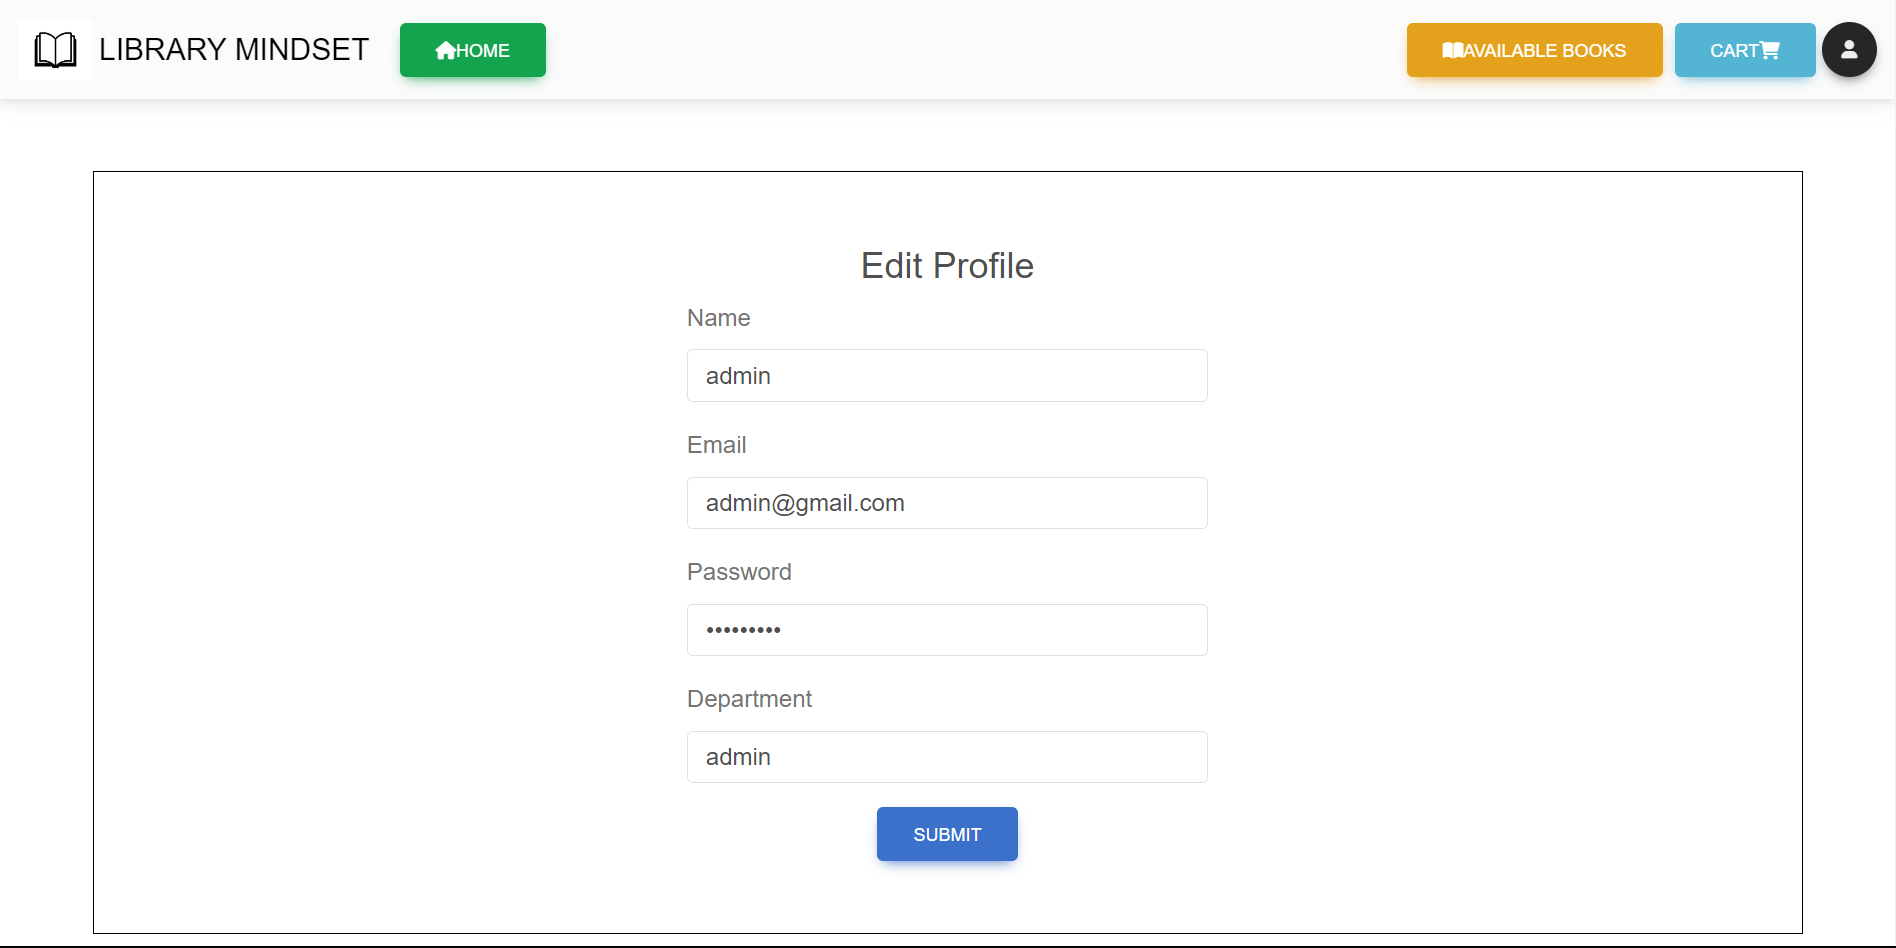 LIBRARY MINDSET
HOME
AVAILABLE BOOKS
CART
Edit Profile
Name
admin
Email
admin@gmail.com
Password
•••••••••
Department
admin
SUBMIT